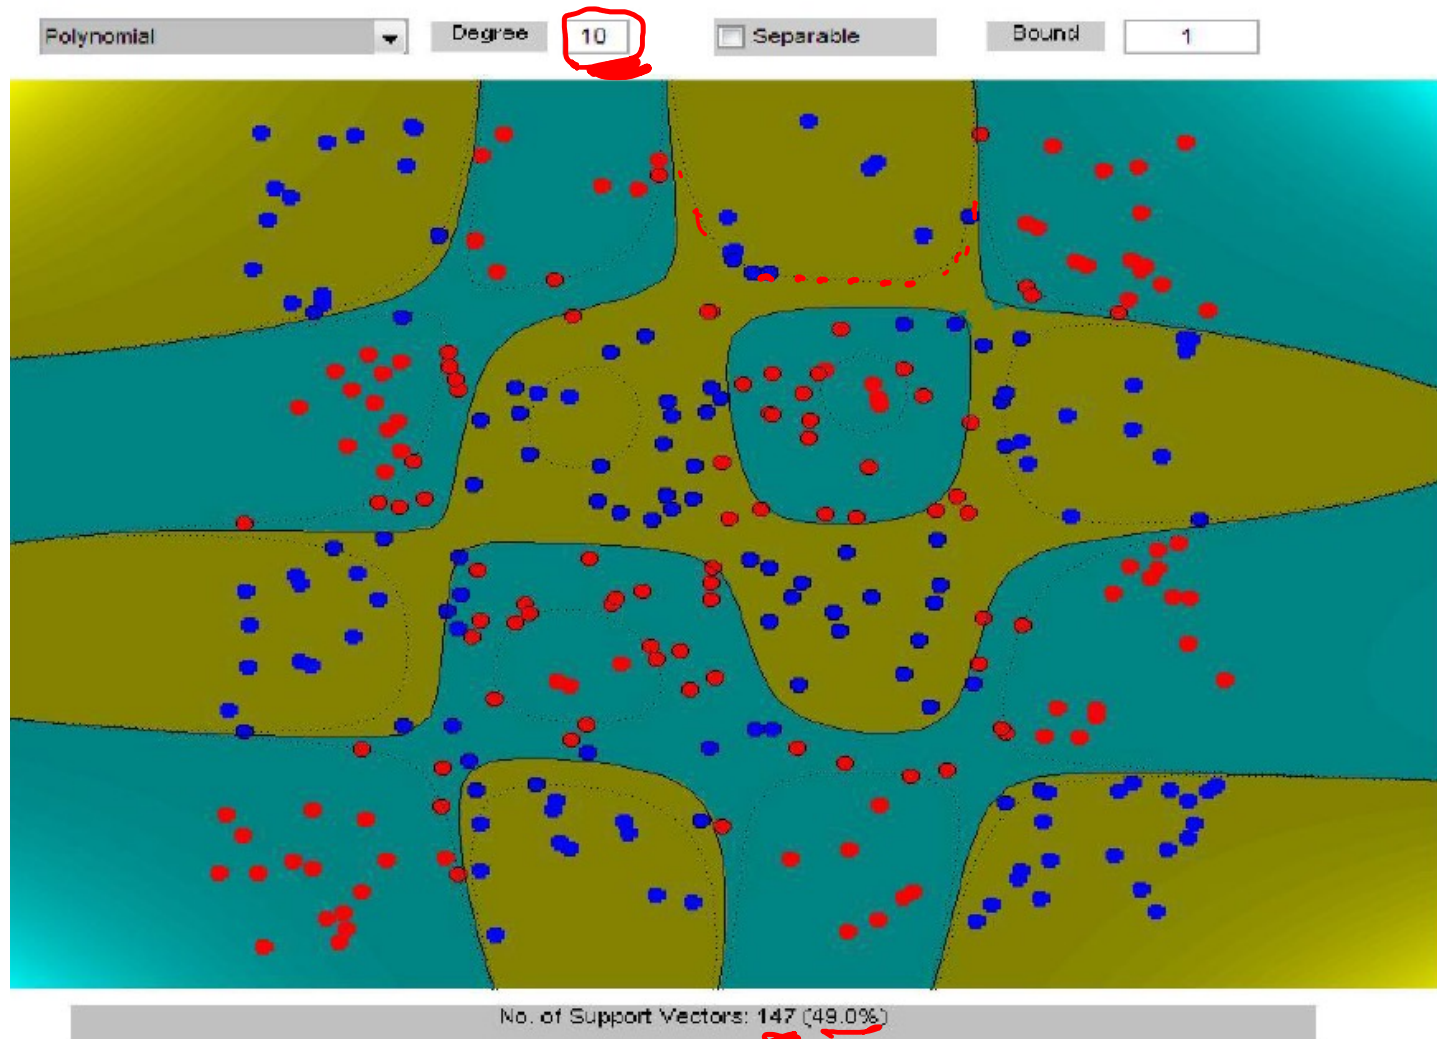 Polynomial Degree 10 Separable Bound 1
No. of Support Vectors: 147 (49.0%)